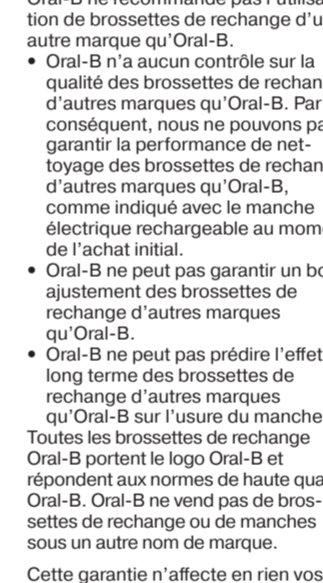 Oral-B ne recommande pas l'utilisa-
tion de brossettes de rechange d'u
autre marque qu'Oral-B.
• Oral-B n'a aucun contrôle sur la
qualité des brossettes de rechan
d'autres marques qu'Oral-B. Par
conséquent, nous ne pouvons pa
garantir la performance de net-
toyage des brossettes de rechan
d'autres marques qu'Oral-B,
comme indiqué avec le manche
électrique rechargeable au mome
de l'achat initial.
• Oral-B ne peut pas garantir un bo
ajustement des brossettes de
rechange d'autres marques
qu'Oral-B.
• Oral-B ne peut pas prédire l'effet
long terme des brossettes de
rechange d'autres marques
qu'Oral-B sur l'usure du manche
Toutes les brossettes de rechange
Oral-B portent le logo Oral-B et
répondent aux normes de haute qua
Oral-B. Oral-B ne vend pas de bros-
settes de rechange ou de manches
sous un autre nom de marque.
Cette garantie n'affecte en rien vos